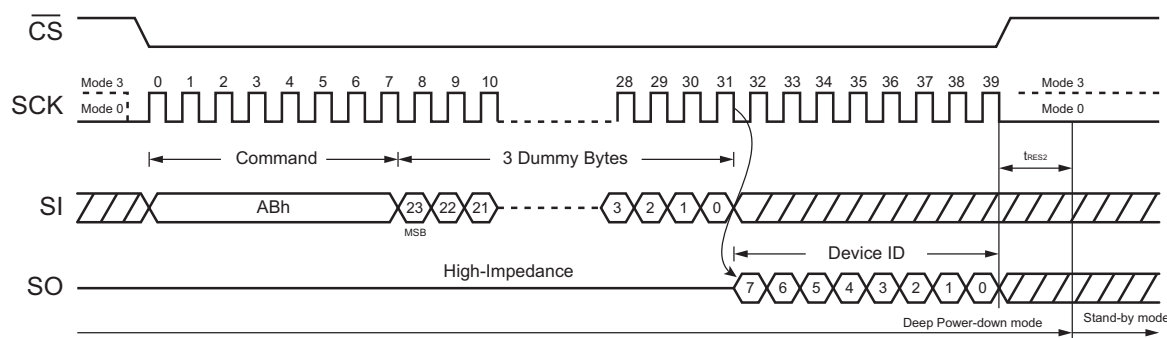 CS
SCK
Mode 3
Mode 0
0 1 2 3 4 5 6 7 8 9 10
28 29 30 31 32 33 34 35 36 37 38 39
Mode 3
Mode 0
Command
3 Dummy Bytes
tRES2
SI
ABh
23 22 21
3 2 1 0
MSB
Device ID
High-Impedance
SO
7 6 5 4 3 2 1 0
Deep Power-down mode
Stand-by mode